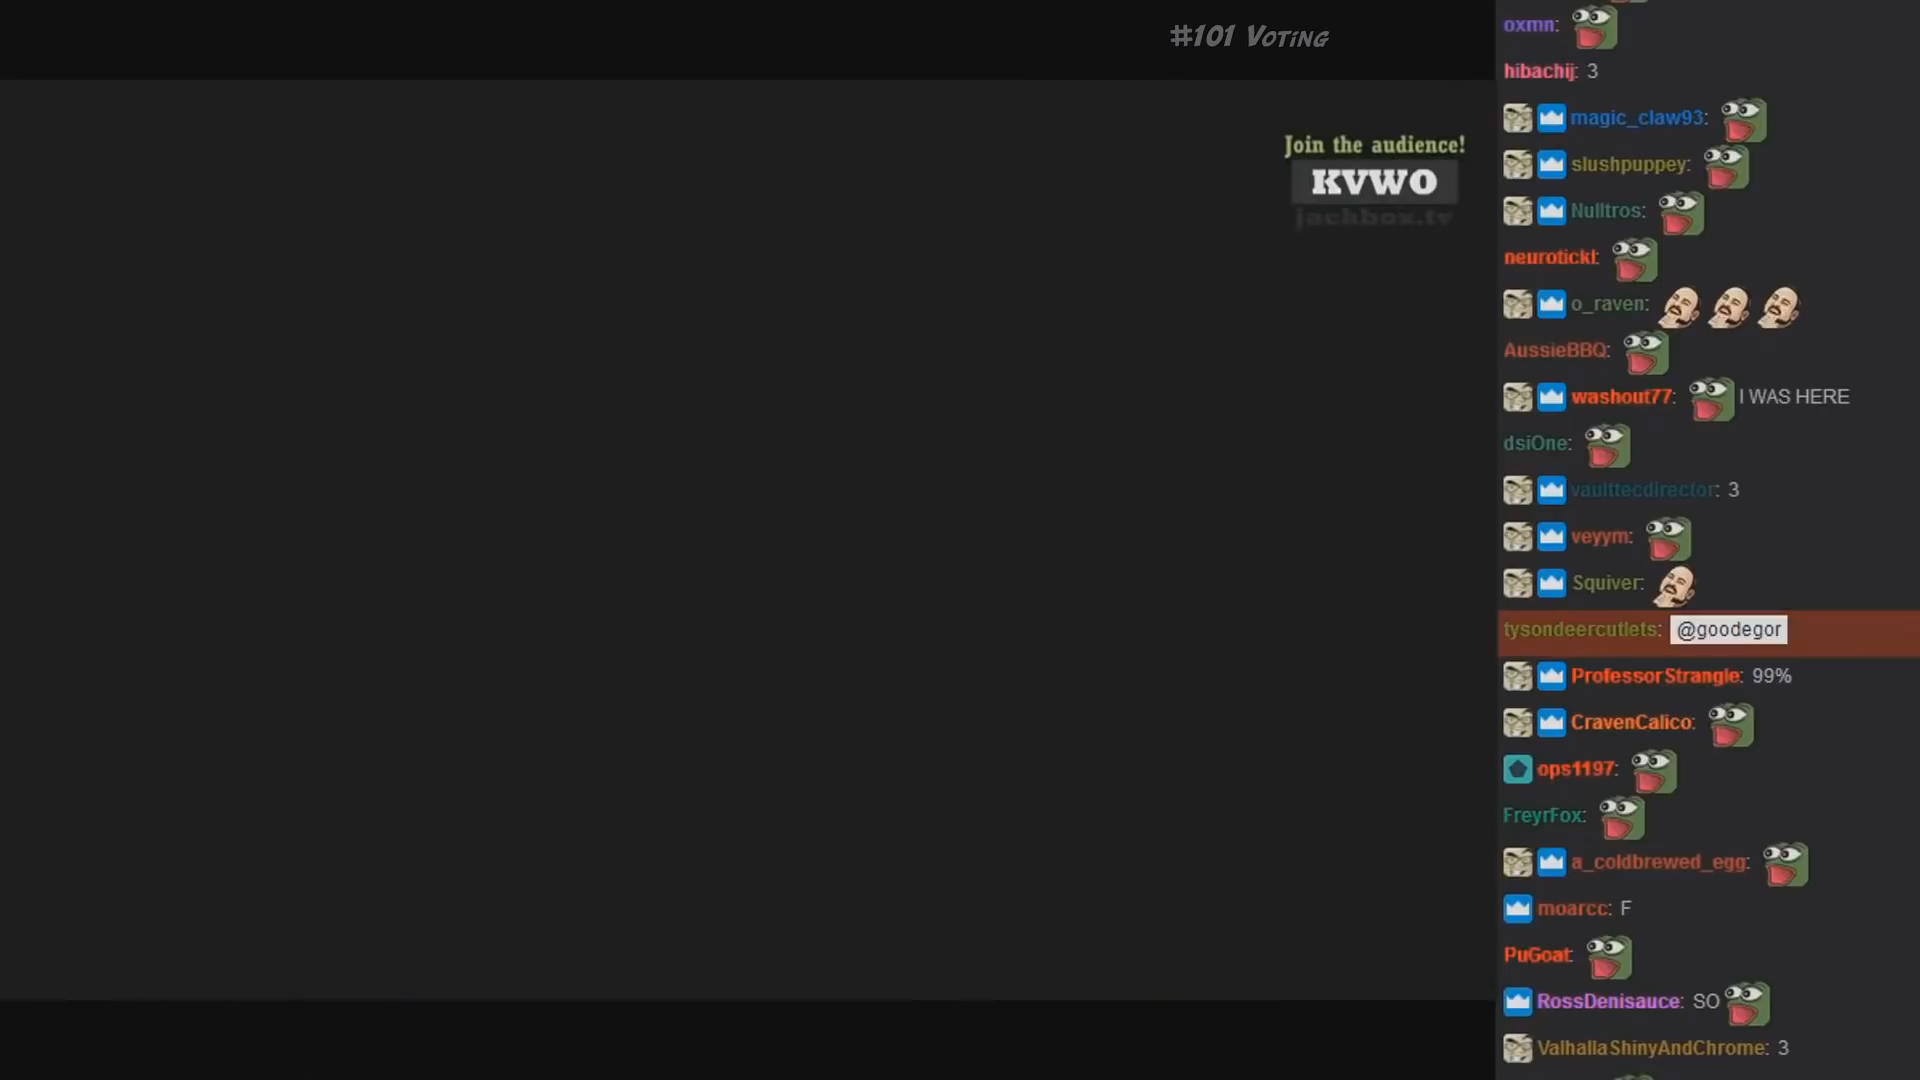 #101 Voting
Join the audience!
KVWO
jackbox.tv
oxmn:
hibachij: 3
magic_claw93:
slushpuppey:
Nulltros:
neurotickl:
o_raven:
AussieBBQ:
washout77: I WAS HERE
dsiOne:
vaulttecdirector: 3
veyym:
Squiver:
tysondeercutlets: @goodegor
ProfessorStrangle: 99%
CravenCalico:
ops1197:
FreyrFox:
a_coldbrewed_egg:
moarcc: F
PuGoat:
RossDenisauce: SO
ValhallaShinyAndChrome: 3